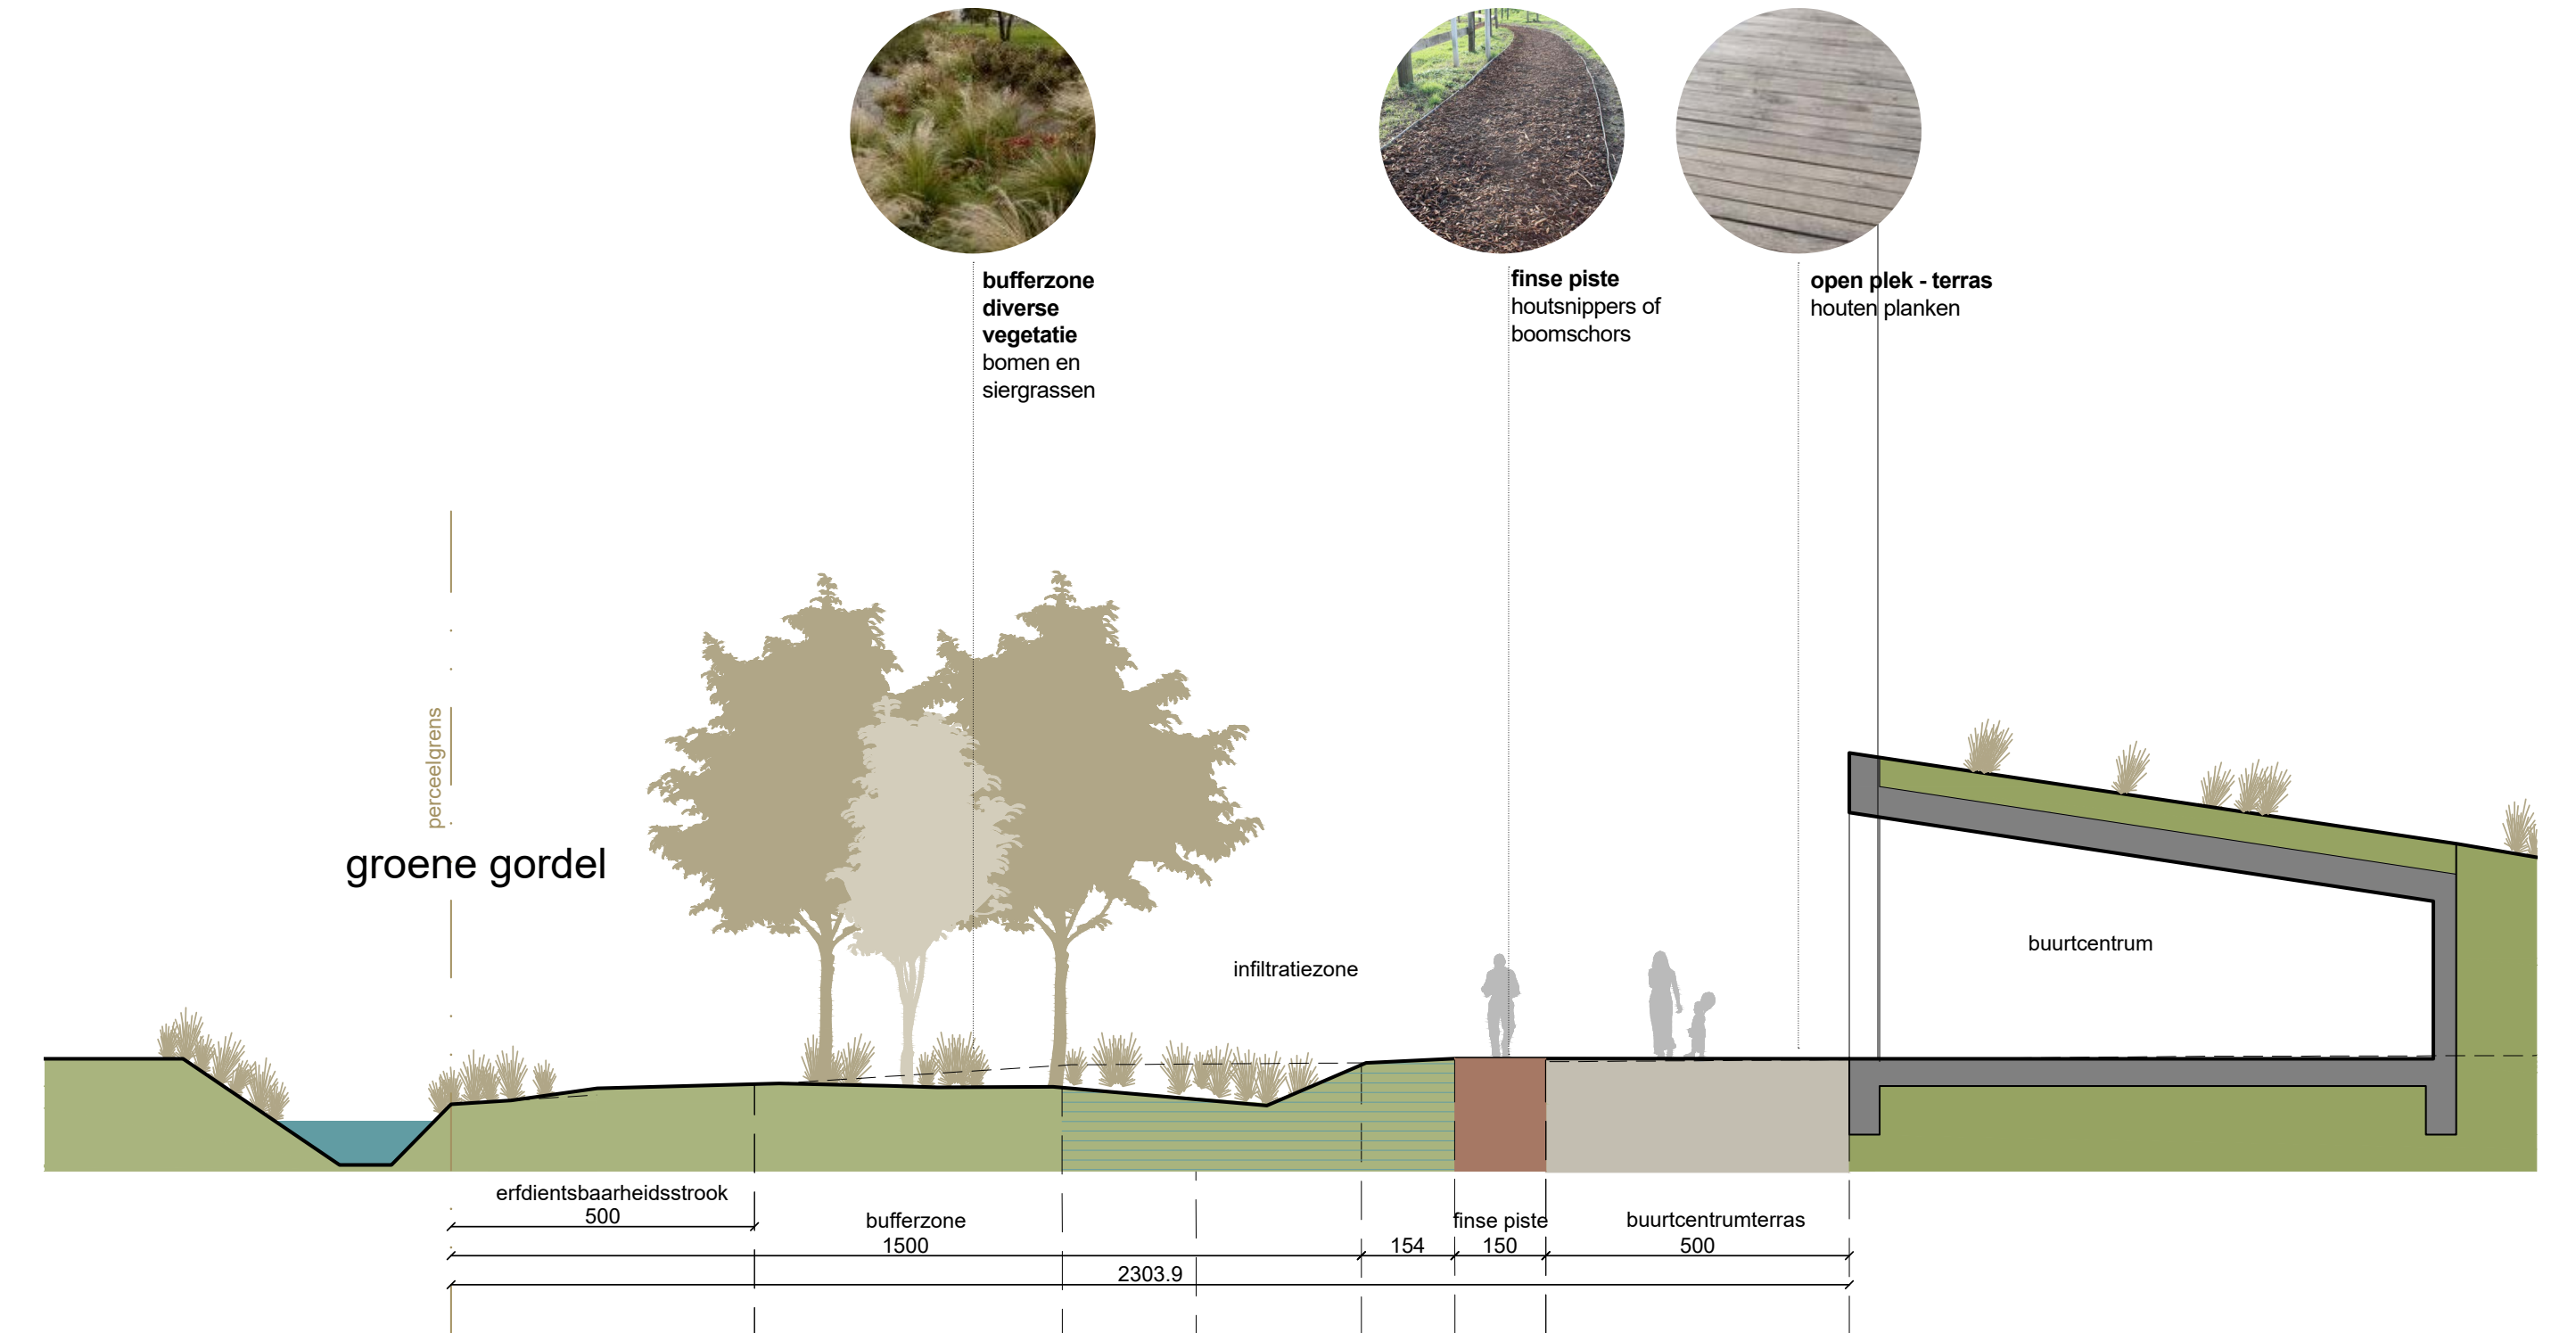 bufferzone
diverse
vegetatie
bomen en
siergrassen
finse piste
houtsnippers of
boomschors
open plek - terras
houten planken
perceelgrens
groene gordel
infiltratiezone
buurtcentrum
erfdientsbaarheidsstrook
500
bufferzone
1500
154
finse piste
150
buurtcentrumterras
500
2303.9